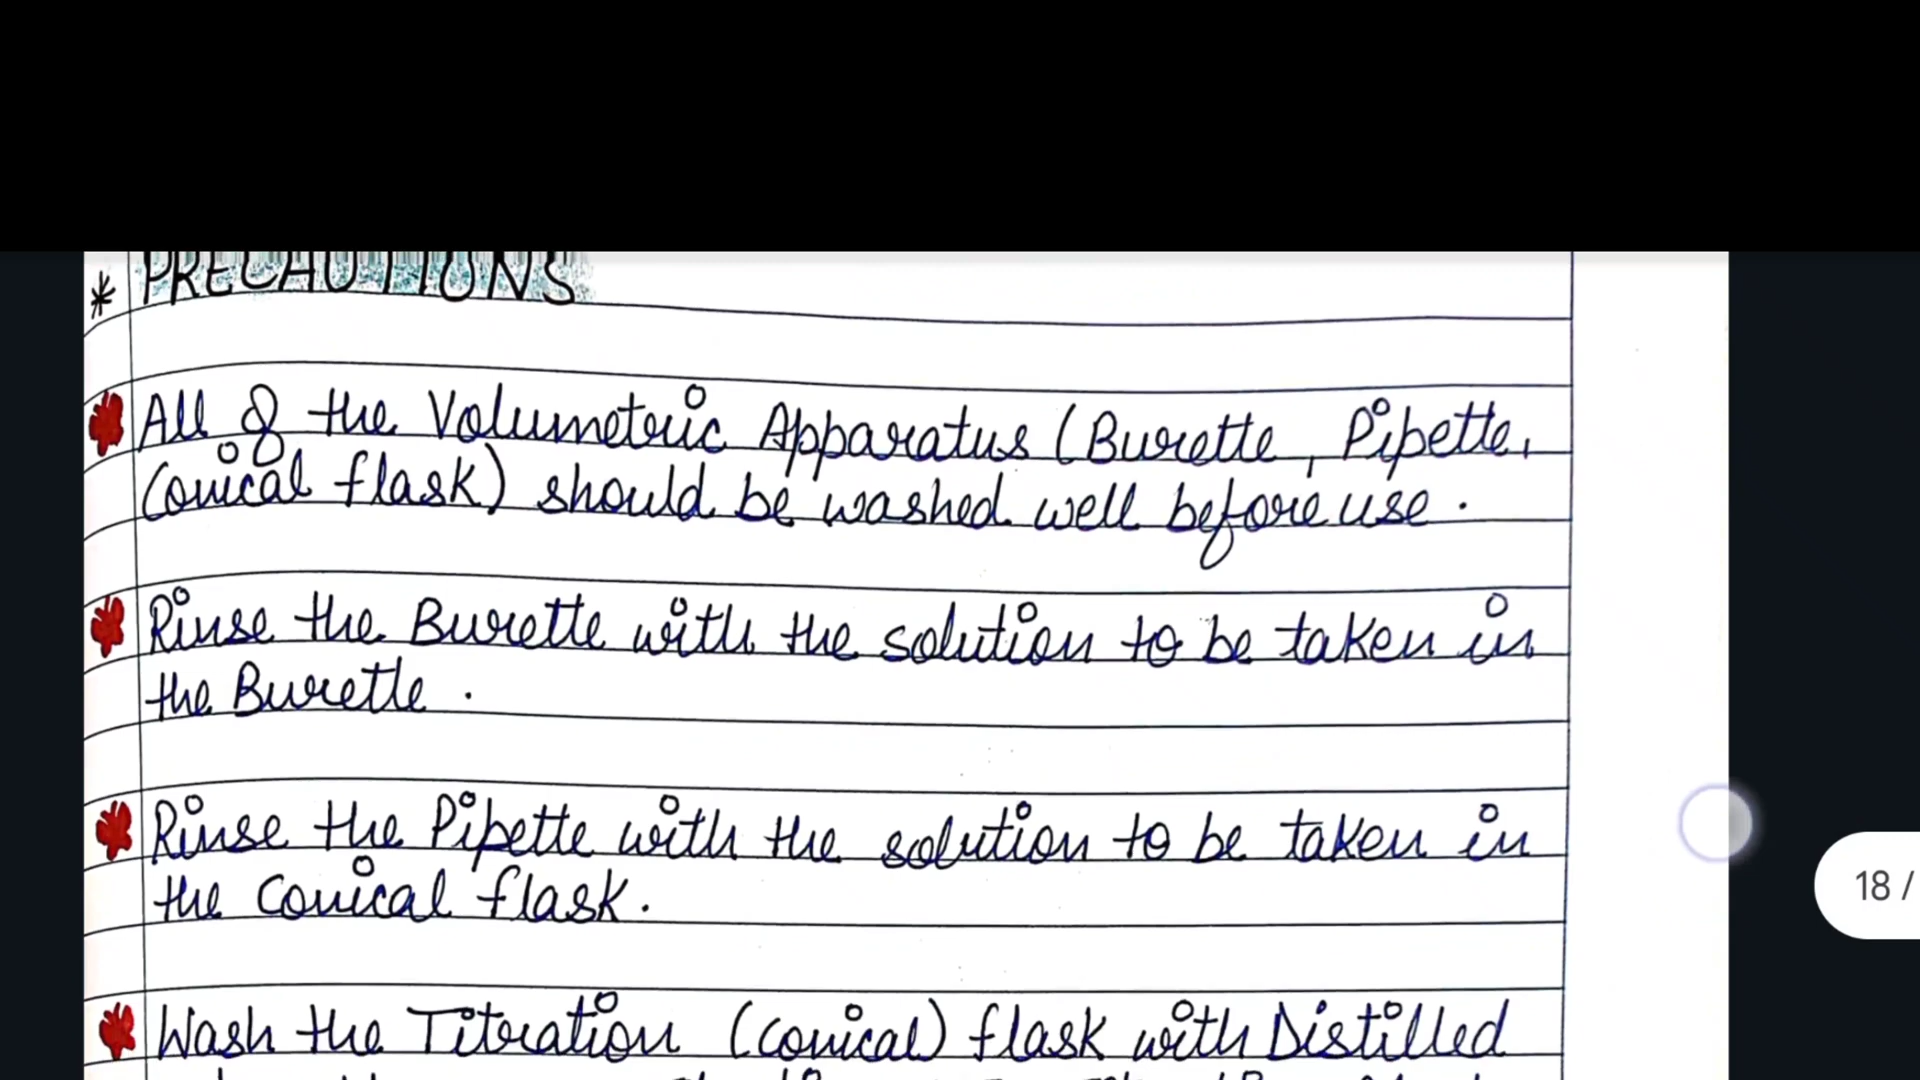 * PRECAUTIONS
All of the Volumetric Apparatus (Burette, Pipette,
Conical flask) should be washed well before use.
Rinse the Burette with the solution to be taken in
the Burette.
Rinse the Pipette with the solution to be taken in
the Conical flask.
Wash the Titration (Conical) flask with Distilled
18 /